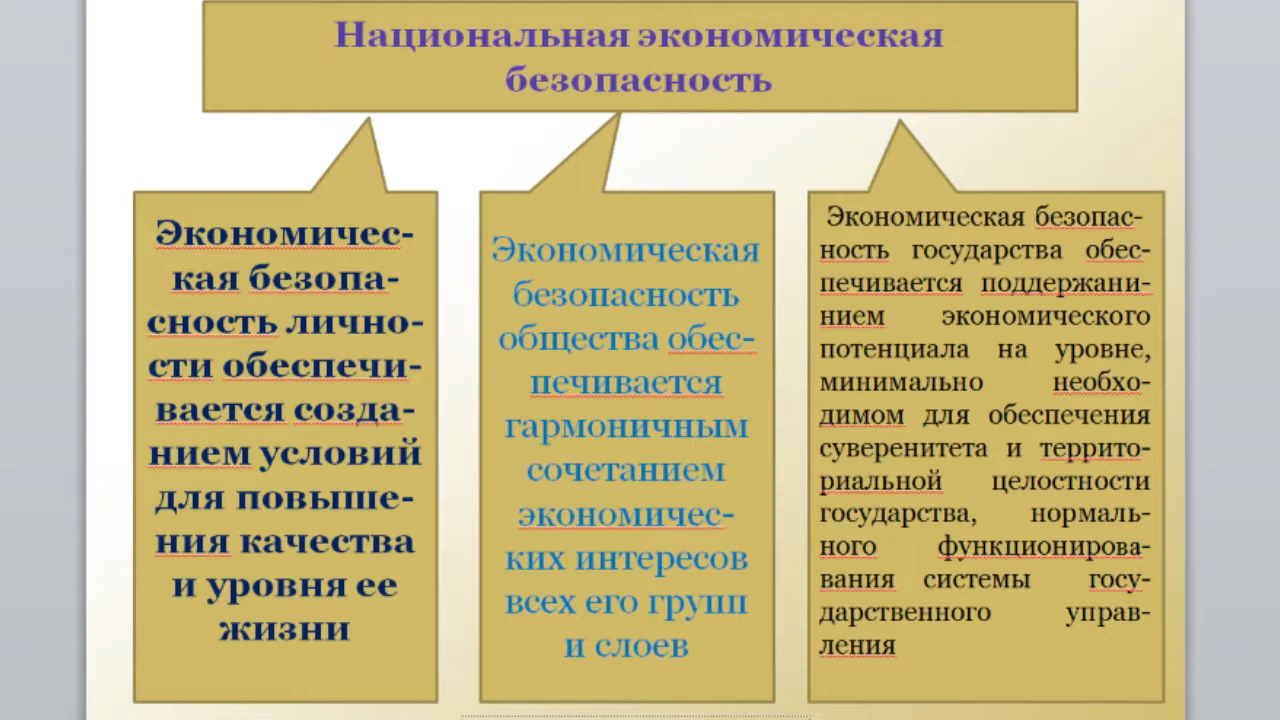 Национальная экономическая
безопасность
Экономичес-
кая безопа-
сность лично-
сти обеспечи-
вается созда-
нием условий
для повыше-
ния качества
и уровня ее
жизни
Экономическая
безопасность
общества обес-
печивается
гармоничным
сочетанием
экономичес-
ких интересов
всех его групп
и слоев
Экономическая безопас-
ность государства обес-
печивается поддержани-
нием экономического
потенциала на уровне,
минимально необхо-
димом для обеспечения
суверенитета и террито-
риальной целостности
государства, нормаль-
ного функционирова-
вания системы госу-
дарственного управ-
ления